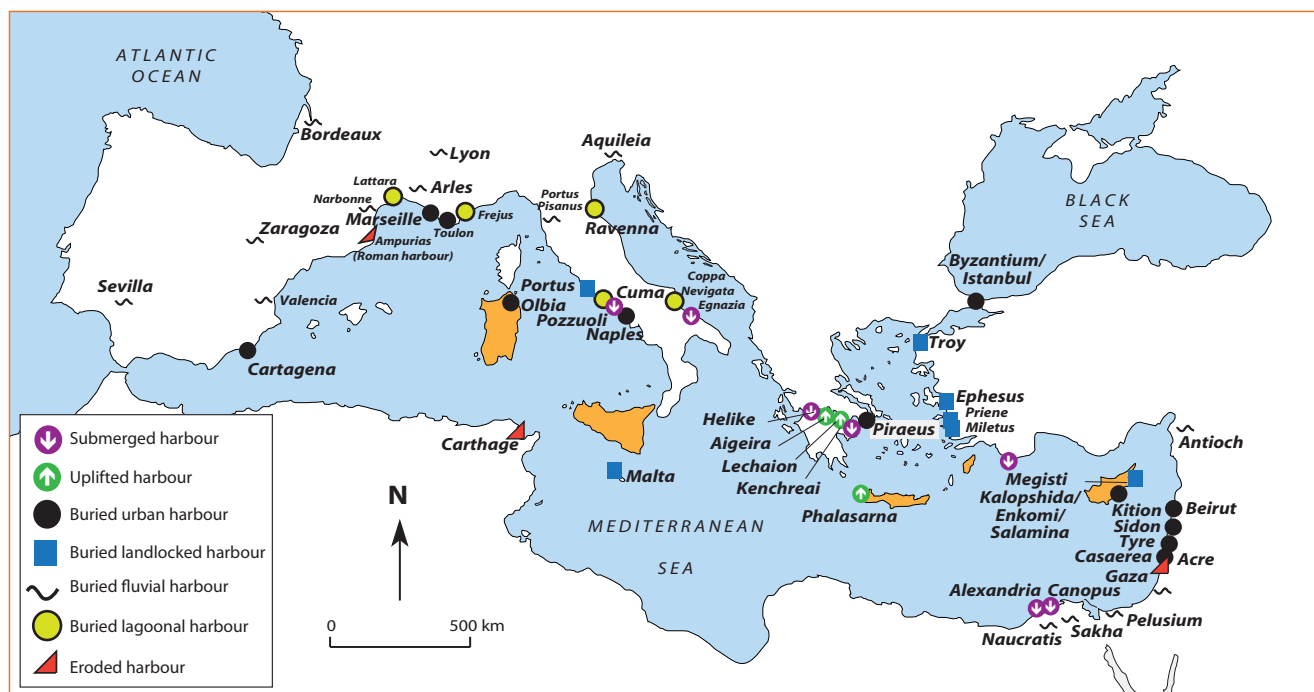 ATLANTIC
OCEAN
Bordeaux
Lyon
Aquileia
Lattara
Arles
Narbonne
Marseille
Toulon
Frejus
Portus
Pisanus
Ravenna
BLACK
SEA
Zaragoza
Ampurias
(Roman harbour)
Sevilla
Valencia
Byzantium/
Istanbul
Portus
Olbia
Cuma
Coppa
Nevigata
Egnazia
Pozzuoli
Naples
Troy
Cartagena
Ephesus
Priene
Miletus
Helike
Aigeira
Lechaion
Kenchreai
Piraeus
Antioch
Carthage
Malta
Phalasarna
Megisti
Kalopshida/
Enkomi/
Salamina
Kition
Beirut
Sidon
Tyre
Casaerea
Acre
Gaza
MEDITERRANEAN
SEA
Alexandria
Canopus
Naucratis
Sakha
Pelusium
N
0
500 km
Submerged harbour
Uplifted harbour
Buried urban harbour
Buried landlocked harbour
Buried fluvial harbour
Buried lagoonal harbour
Eroded harbour